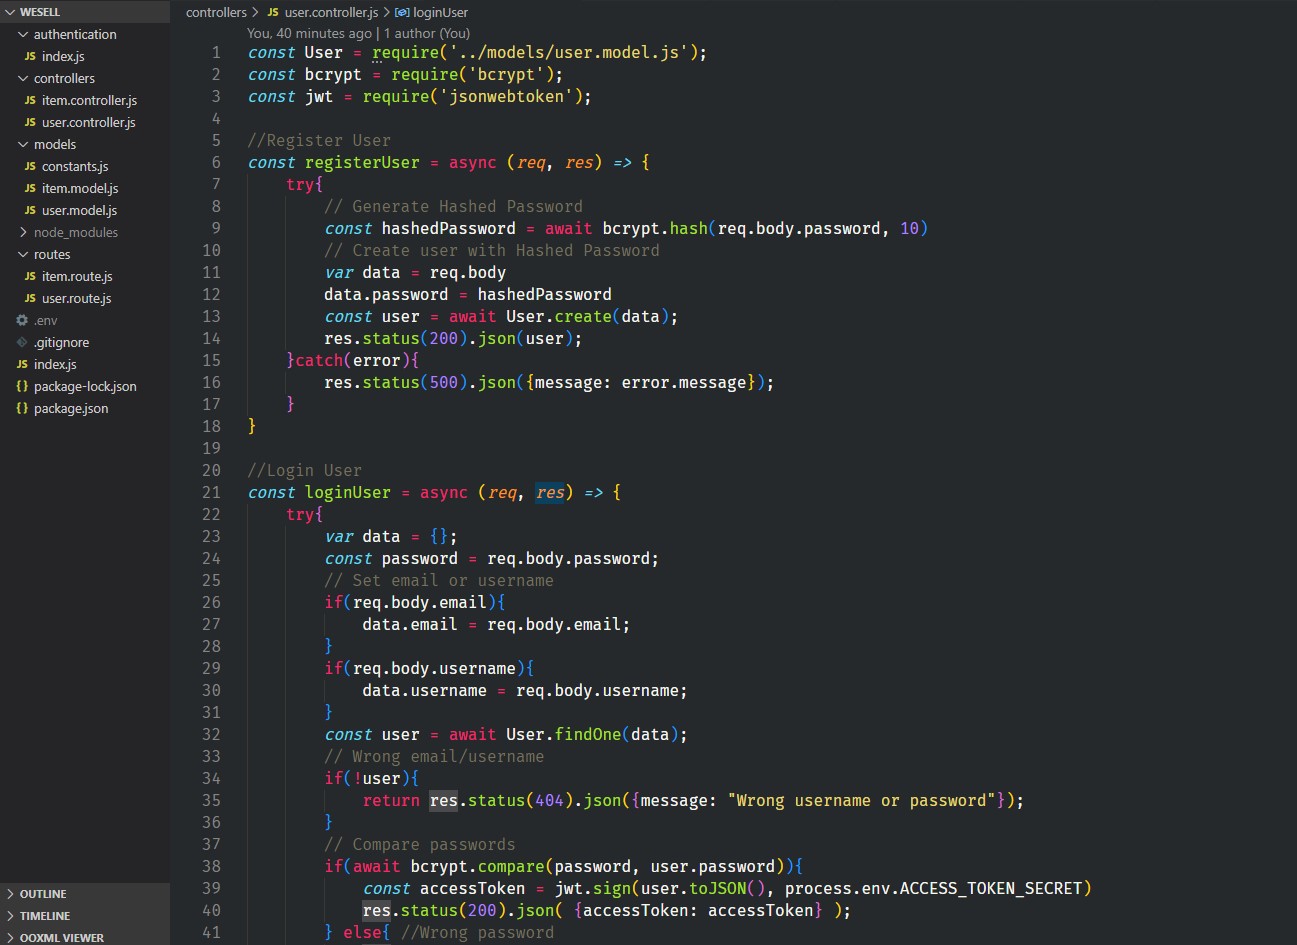 WESELL
authentication
JS index.js
controllers
JS item.controller.js
JS user.controller.js
models
JS constants.js
JS item.model.js
JS user.model.js
node_modules
routes
JS item.route.js
JS user.route.js
.env
.gitignore
JS index.js
{} package-lock.json
{} package.json
OUTLINE
TIMELINE
OOXML VIEWER
controllers > JS user.controller.js > loginUser
You, 40 minutes ago | 1 author (You)
1 const User = require('../models/user.model.js');
2 const bcrypt = require('bcrypt');
3 const jwt = require('jsonwebtoken');
4
5 //Register User
6 const registerUser = async (req, res) => {
7 try{
8 // Generate Hashed Password
9 const hashedPassword = await bcrypt.hash(req.body.password, 10)
10 // Create user with Hashed Password
11 var data = req.body
12 data.password = hashedPassword
13 const user = await User.create(data);
14 res.status(200).json(user);
15 }catch(error){
16 res.status(500).json({message: error.message});
17 }
18 }
19
20 //Login User
21 const loginUser = async (req, res) => {
22 try{
23 var data = {};
24 const password = req.body.password;
25 // Set email or username
26 if(req.body.email){
27 data.email = req.body.email;
28 }
29 if(req.body.username){
30 data.username = req.body.username;
31 }
32 const user = await User.findOne(data);
33 // Wrong email/username
34 if(!user){
35 return res.status(404).json({message: "Wrong username or password"});
36 }
37 // Compare passwords
38 if(await bcrypt.compare(password, user.password)){
39 const accessToken = jwt.sign(user.toJSON(), process.env.ACCESS_TOKEN_SECRET)
40 res.status(200).json( {accessToken: accessToken} );
41 } else{ //Wrong password